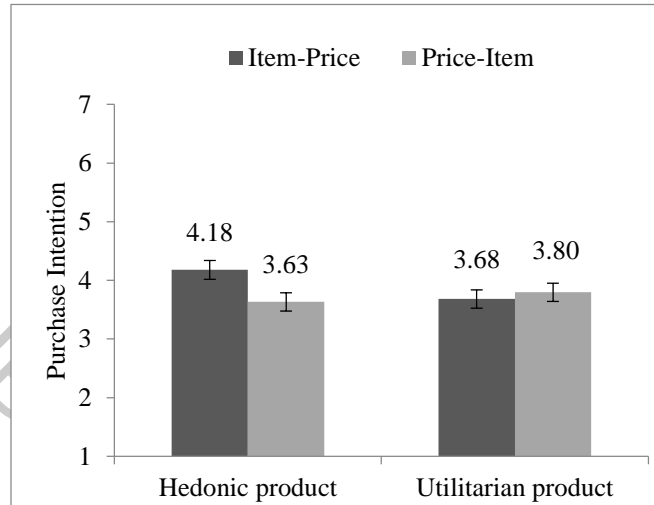 Item-Price Price-Item
7
6
5
4
3
2
1
Purchase Intention
4.18
3.63
3.68
3.80
Hedonic product
Utilitarian product